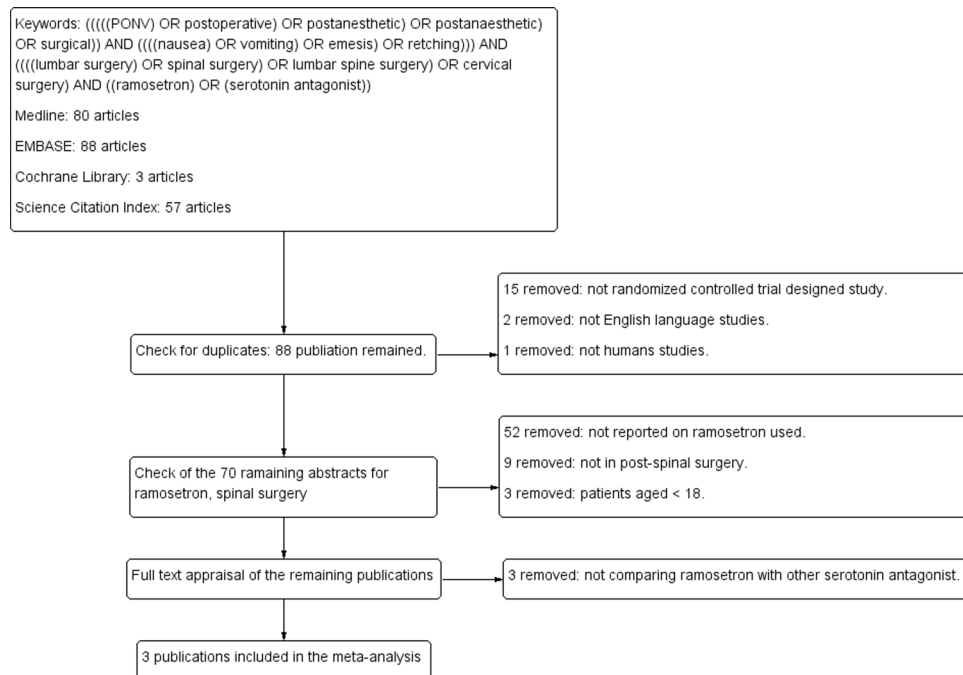 Keywords: (((((PONV) OR postoperative) OR postanesthetic) OR postanaesthetic)
OR surgical)) AND ((((nausea) OR vomiting) OR emesis) OR retching))) AND
((((lumbar surgery) OR spinal surgery) OR lumbar spine surgery) OR cervical
surgery) AND ((ramosetron) OR (serotonin antagonist))
Medline: 80 articles
EMBASE: 88 articles
Cochrane Library: 3 articles
Science Citation Index: 57 articles
15 removed: not randomized controlled trial designed study.
2 removed: not English language studies.
1 removed: not humans studies.
Check for duplicates: 88 publiation remained.
52 removed: not reported on ramosetron used.
9 removed: not in post-spinal surgery.
3 removed: patients aged < 18.
Check of the 70 ramaining abstracts for
ramosetron, spinal surgery
Full text appraisal of the remaining publications
3 removed: not comparing ramosetron with other serotonin antagonist.
3 publications included in the meta-analysis